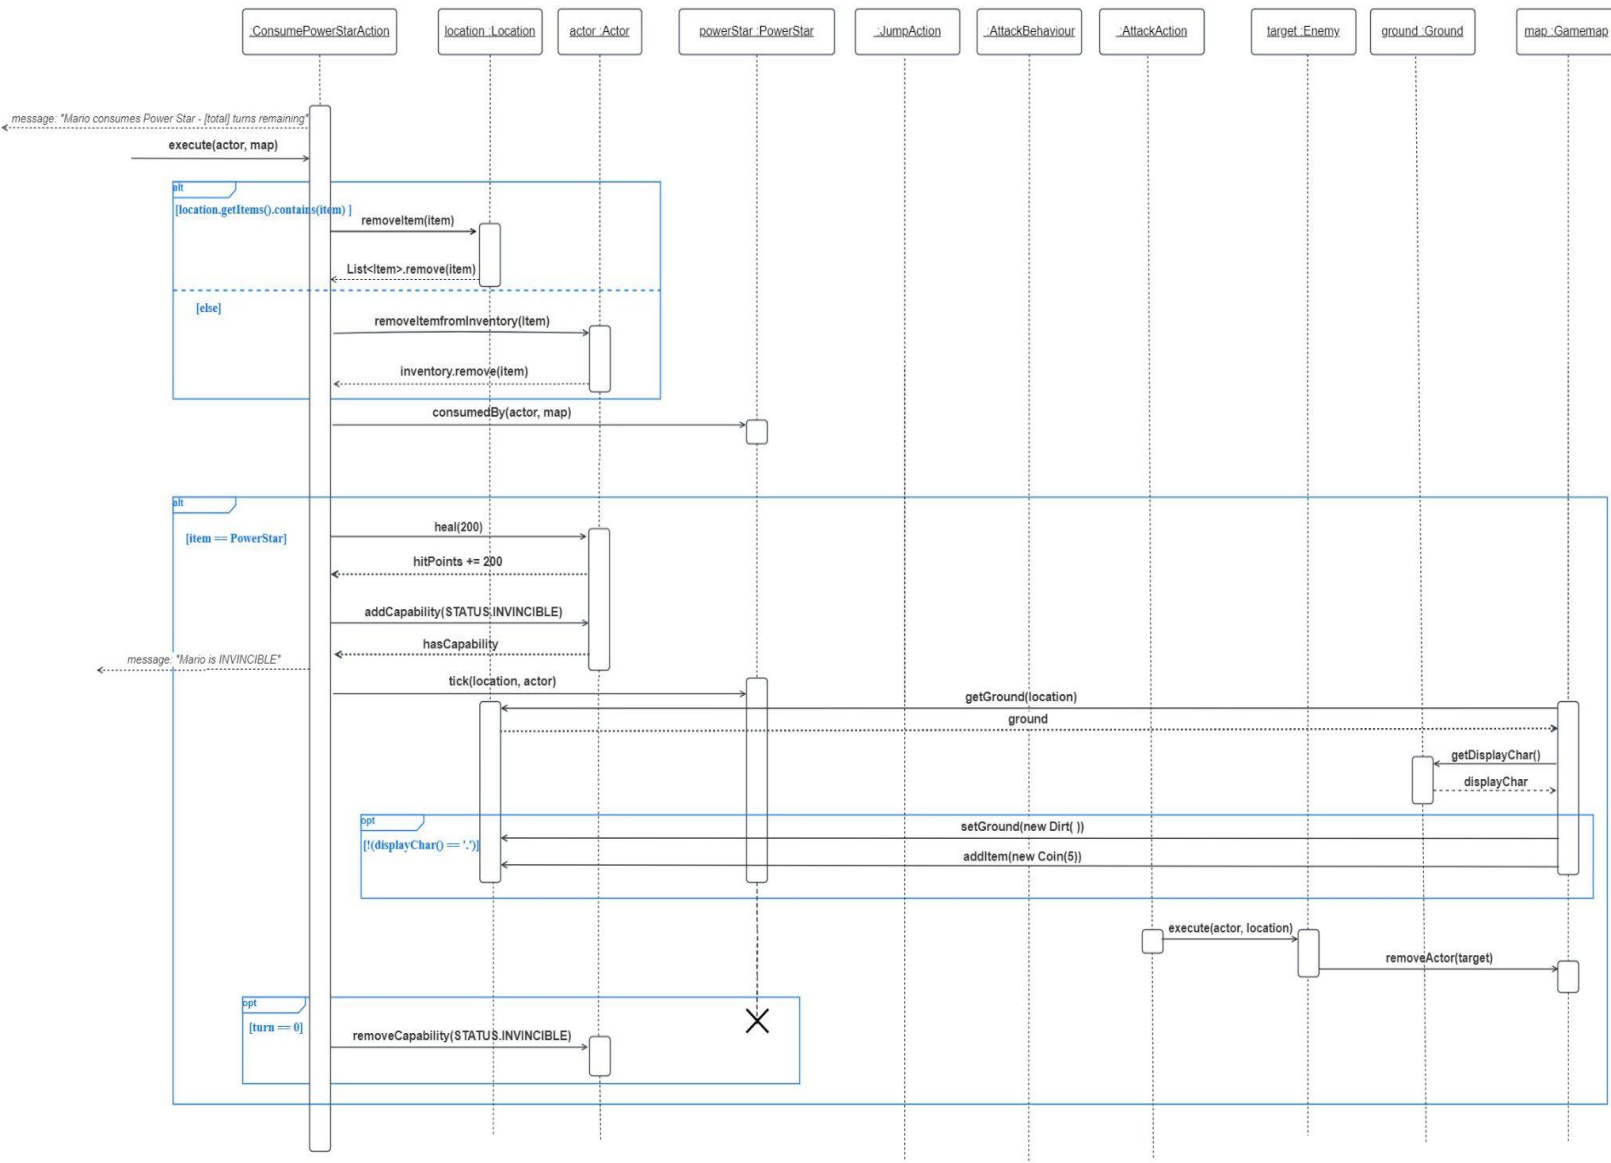 :ConsumePowerStarAction
location :Location
actor :Actor
powerStar :PowerStar
:JumpAction
:AttackBehaviour
:AttackAction
target :Enemy
ground :Ground
map :Gamemap
message: "Mario consumes Power Star - [total] turns remaining"
execute(actor, map)
alt
[location.getItems().contains(item) ]
removeItem(item)
List<Item>.remove(item)
[else]
removeItemfromInventory(Item)
inventory.remove(item)
consumedBy(actor, map)
alt
[item == PowerStar]
heal(200)
hitPoints += 200
addCapability(STATUS.INVINCIBLE)
hasCapability
message: "Mario is INVINCIBLE"
tick(location, actor)
getGround(location)
ground
getDisplayChar()
displayChar
opt
[!(displayChar() == '.')]
setGround(new Dirt( ))
addItem(new Coin(5))
execute(actor, location)
removeActor(target)
opt
[turn == 0]
removeCapability(STATUS.INVINCIBLE)